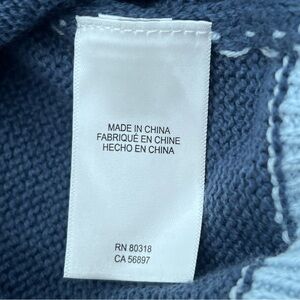 MADE IN CHINA
FABRIQUÉ EN CHINE
HECHO EN CHINA
RN 80318
CA 56897